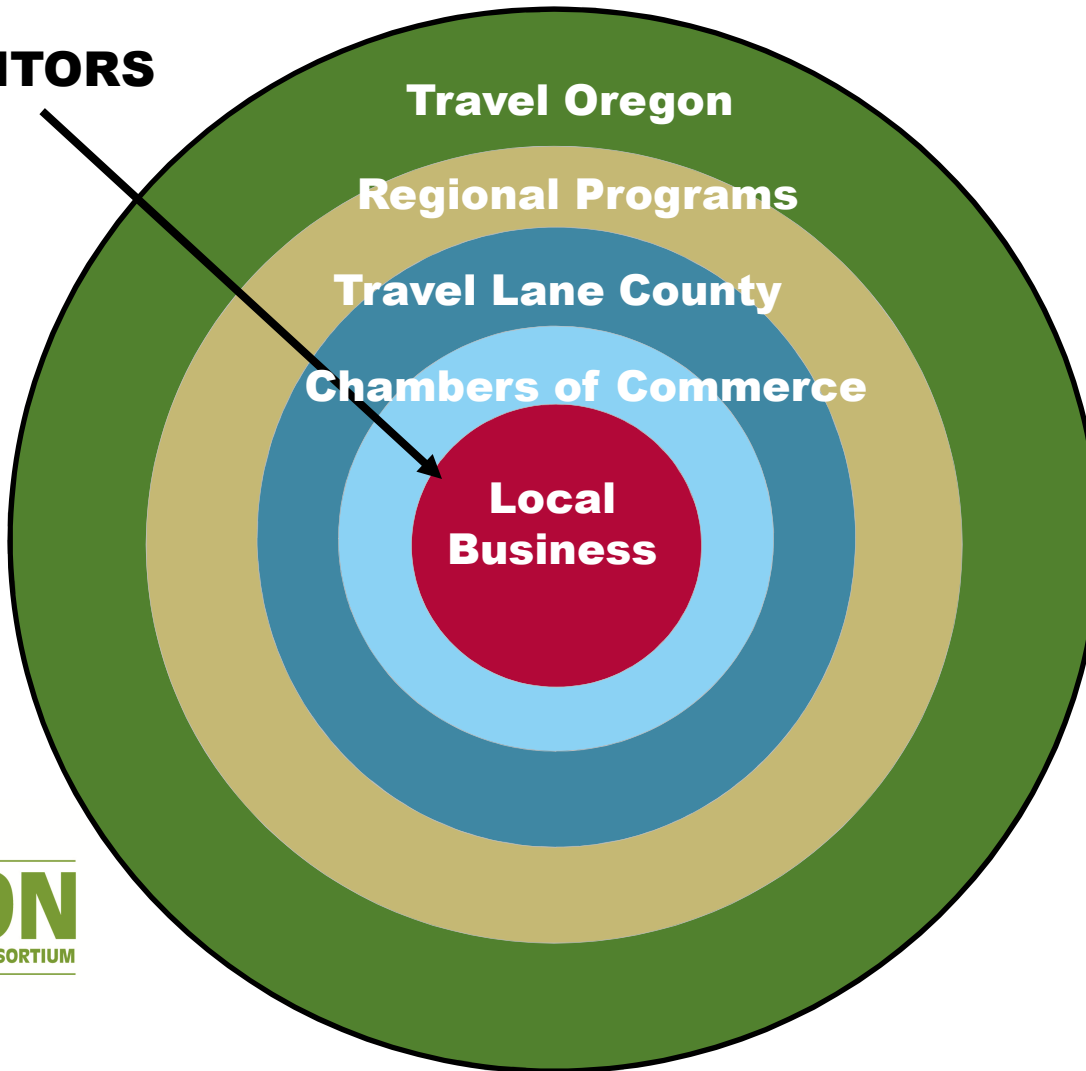 ITORS
Travel Oregon
Regional Programs
Travel Lane County
Chambers of Commerce
Local
Business
ON
SORTIUM